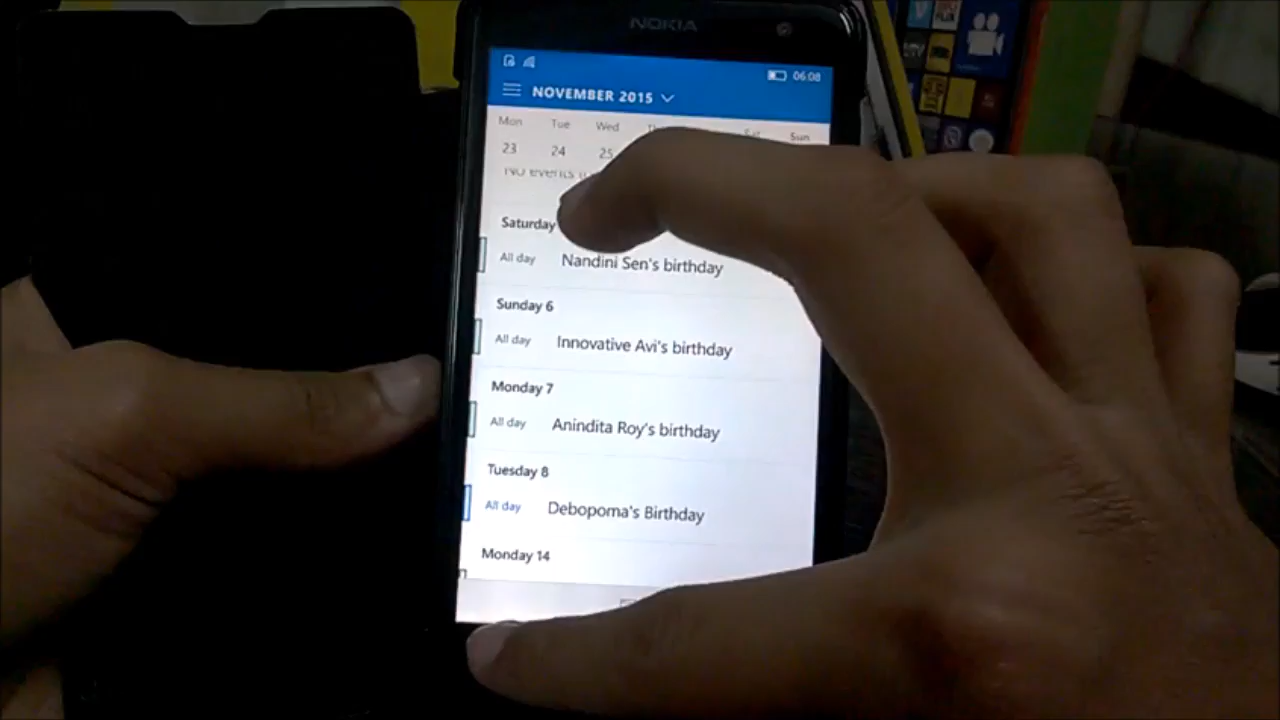 NOKIA
06:08
NOVEMBER 2015
Mon Tue Wed Sat Sun
23 24 25
No events
Saturday
All day Nandini Sen's birthday
Sunday 6
All day Innovative Avi's birthday
Monday 7
All day Anindita Roy's birthday
Tuesday 8
All day Debopoma's Birthday
Monday 14